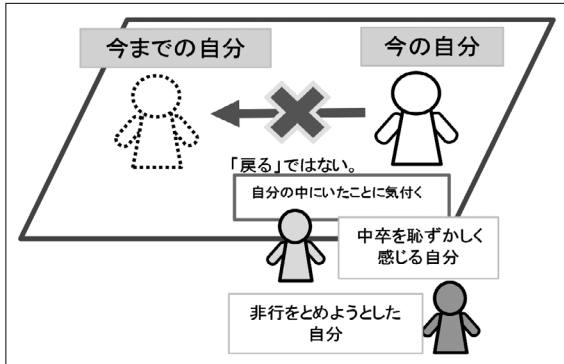 今までの自分
今の自分
「戻る」ではない。
自分の中にいたことに気付く
中卒を恥ずかしく
感じる自分
非行をとめようとした
自分